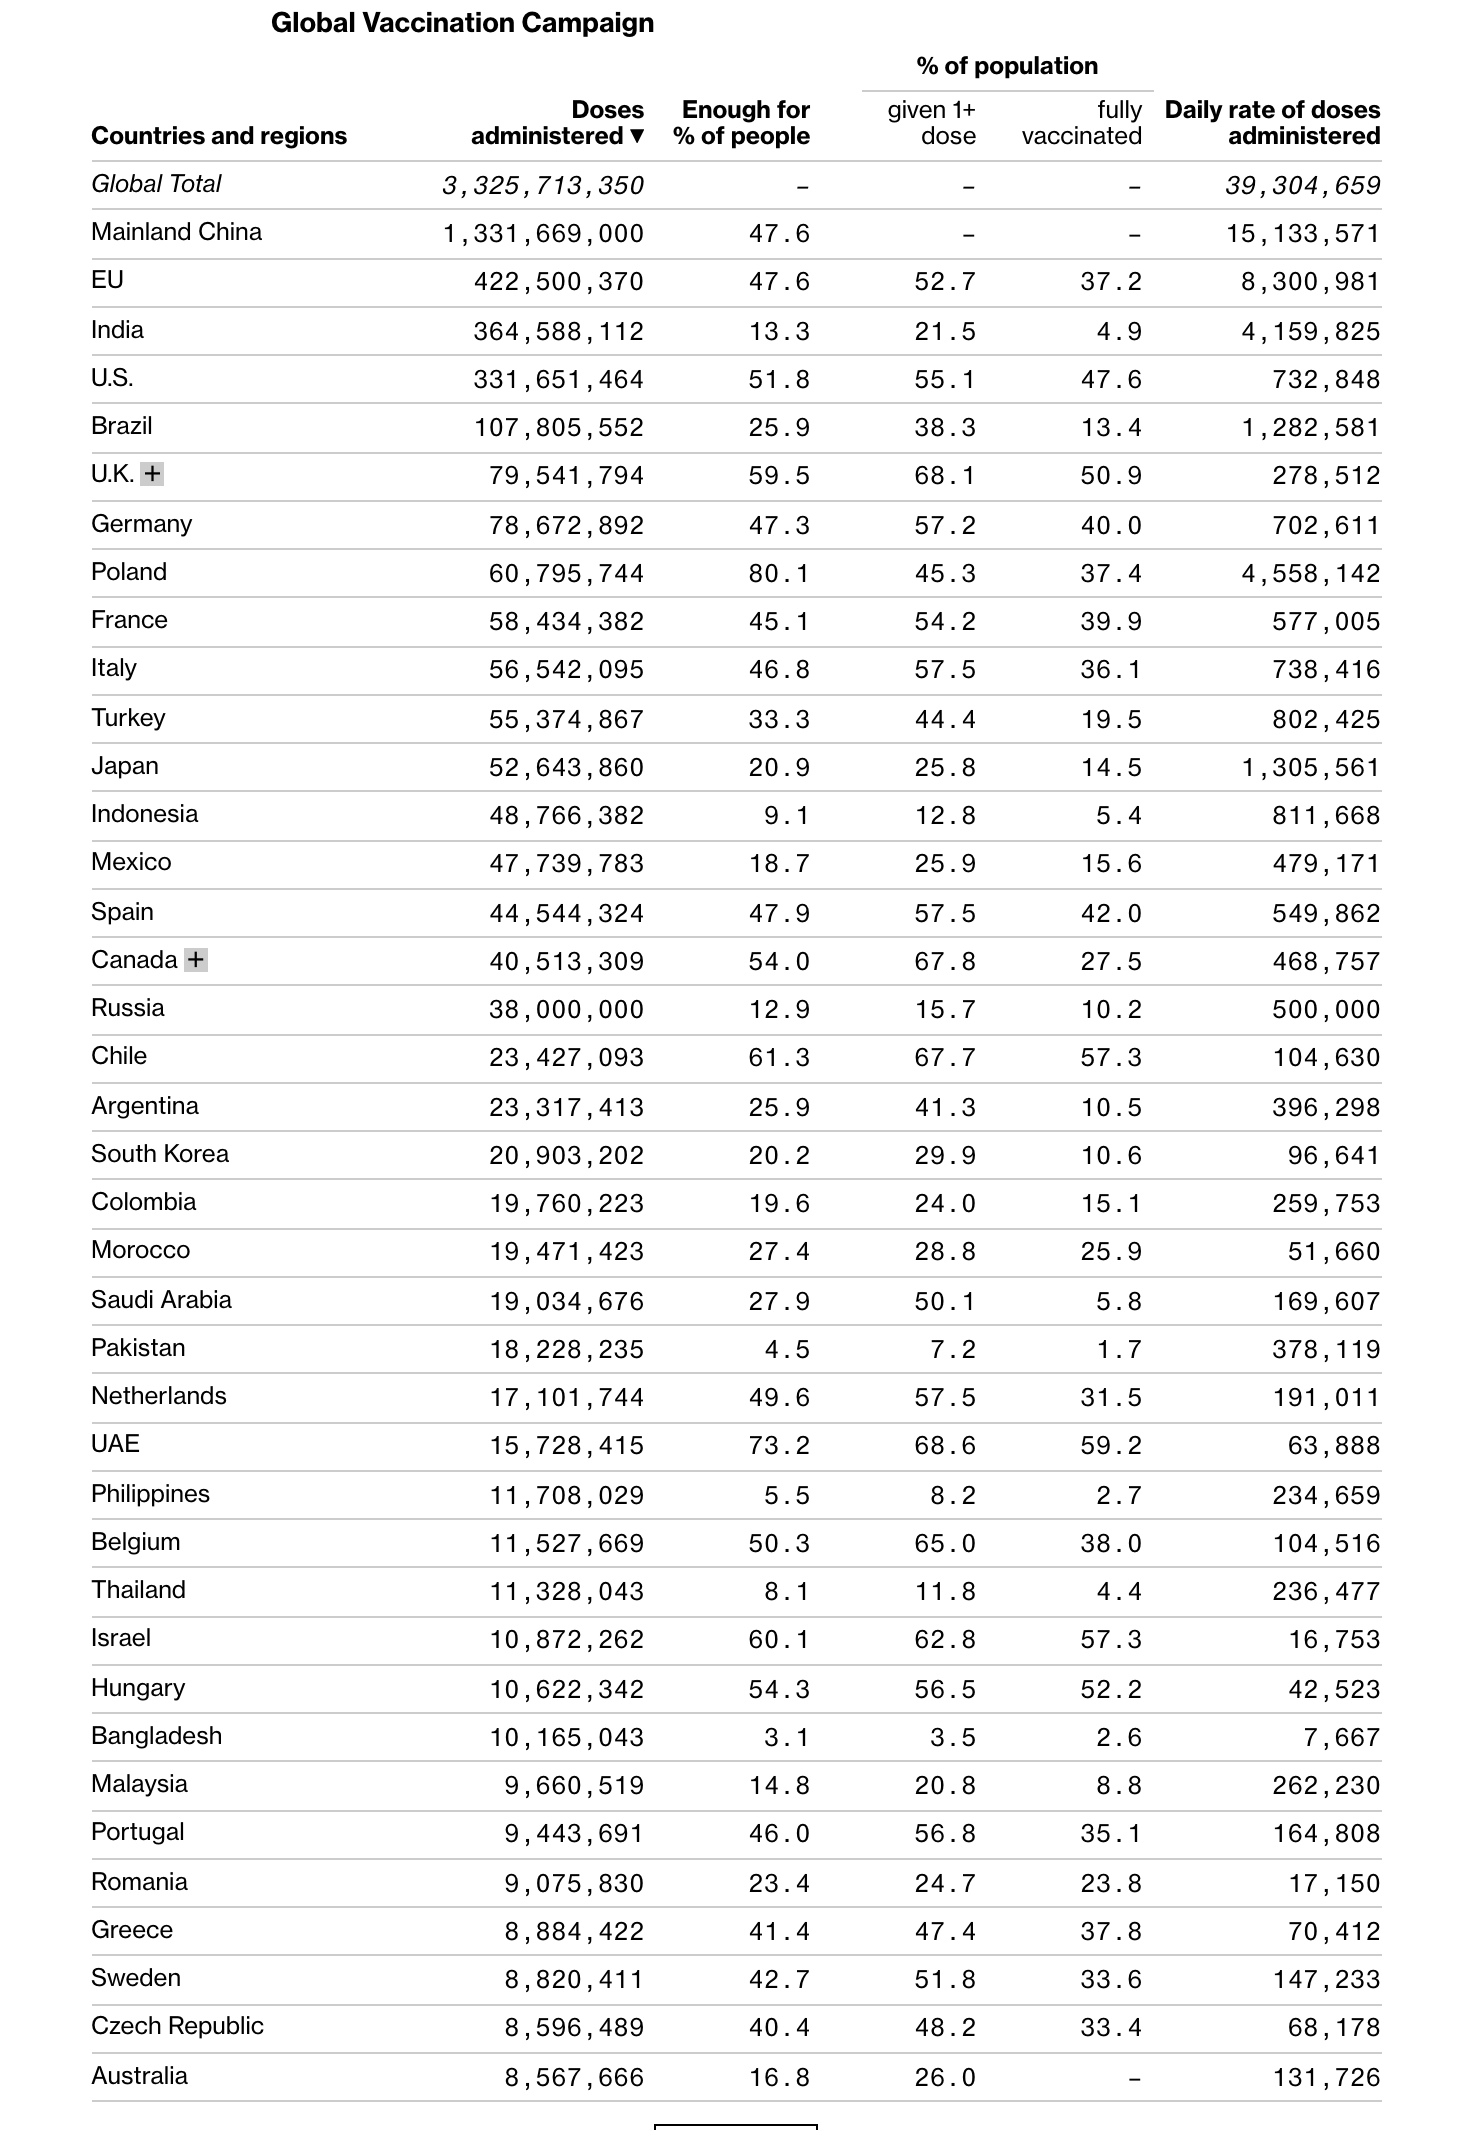 Global Vaccination Campaign
% of population
Countries and regions Doses administered ▼ Enough for % of people given 1+ dose fully vaccinated Daily rate of doses administered
Global Total 3,325,713,350 – – – 39,304,659
Mainland China 1,331,669,000 47.6 – – 15,133,571
EU 422,500,370 47.6 52.7 37.2 8,300,981
India 364,588,112 13.3 21.5 4.9 4,159,825
U.S. 331,651,464 51.8 55.1 47.6 732,848
Brazil 107,805,552 25.9 38.3 13.4 1,282,581
U.K. + 79,541,794 59.5 68.1 50.9 278,512
Germany 78,672,892 47.3 57.2 40.0 702,611
Poland 60,795,744 80.1 45.3 37.4 4,558,142
France 58,434,382 45.1 54.2 39.9 577,005
Italy 56,542,095 46.8 57.5 36.1 738,416
Turkey 55,374,867 33.3 44.4 19.5 802,425
Japan 52,643,860 20.9 25.8 14.5 1,305,561
Indonesia 48,766,382 9.1 12.8 5.4 811,668
Mexico 47,739,783 18.7 25.9 15.6 479,171
Spain 44,544,324 47.9 57.5 42.0 549,862
Canada + 40,513,309 54.0 67.8 27.5 468,757
Russia 38,000,000 12.9 15.7 10.2 500,000
Chile 23,427,093 61.3 67.7 57.3 104,630
Argentina 23,317,413 25.9 41.3 10.5 396,298
South Korea 20,903,202 20.2 29.9 10.6 96,641
Colombia 19,760,223 19.6 24.0 15.1 259,753
Morocco 19,471,423 27.4 28.8 25.9 51,660
Saudi Arabia 19,034,676 27.9 50.1 5.8 169,607
Pakistan 18,228,235 4.5 7.2 1.7 378,119
Netherlands 17,101,744 49.6 57.5 31.5 191,011
UAE 15,728,415 73.2 68.6 59.2 63,888
Philippines 11,708,029 5.5 8.2 2.7 234,659
Belgium 11,527,669 50.3 65.0 38.0 104,516
Thailand 11,328,043 8.1 11.8 4.4 236,477
Israel 10,872,262 60.1 62.8 57.3 16,753
Hungary 10,622,342 54.3 56.5 52.2 42,523
Bangladesh 10,165,043 3.1 3.5 2.6 7,667
Malaysia 9,660,519 14.8 20.8 8.8 262,230
Portugal 9,443,691 46.0 56.8 35.1 164,808
Romania 9,075,830 23.4 24.7 23.8 17,150
Greece 8,884,422 41.4 47.4 37.8 70,412
Sweden 8,820,411 42.7 51.8 33.6 147,233
Czech Republic 8,596,489 40.4 48.2 33.4 68,178
Australia 8,567,666 16.8 26.0 – 131,726